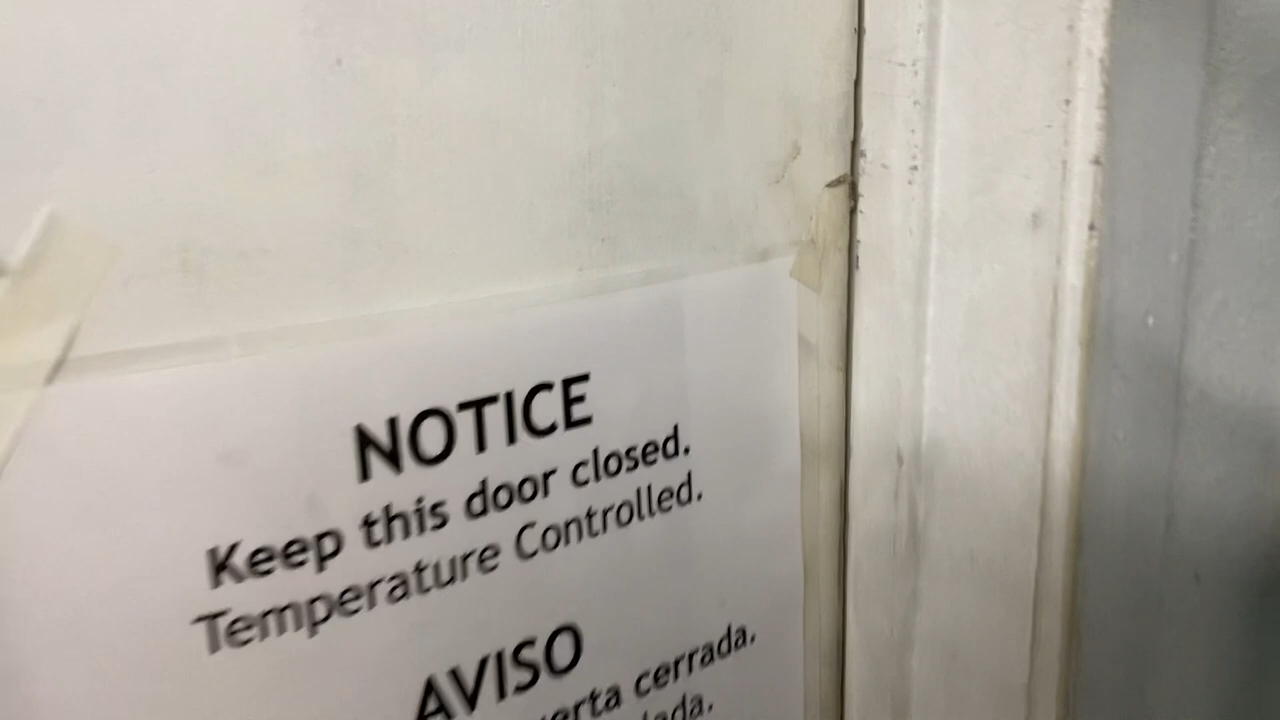 NOTICE
Keep this door closed.
Temperature Controlled.
AVISO
cerrada.